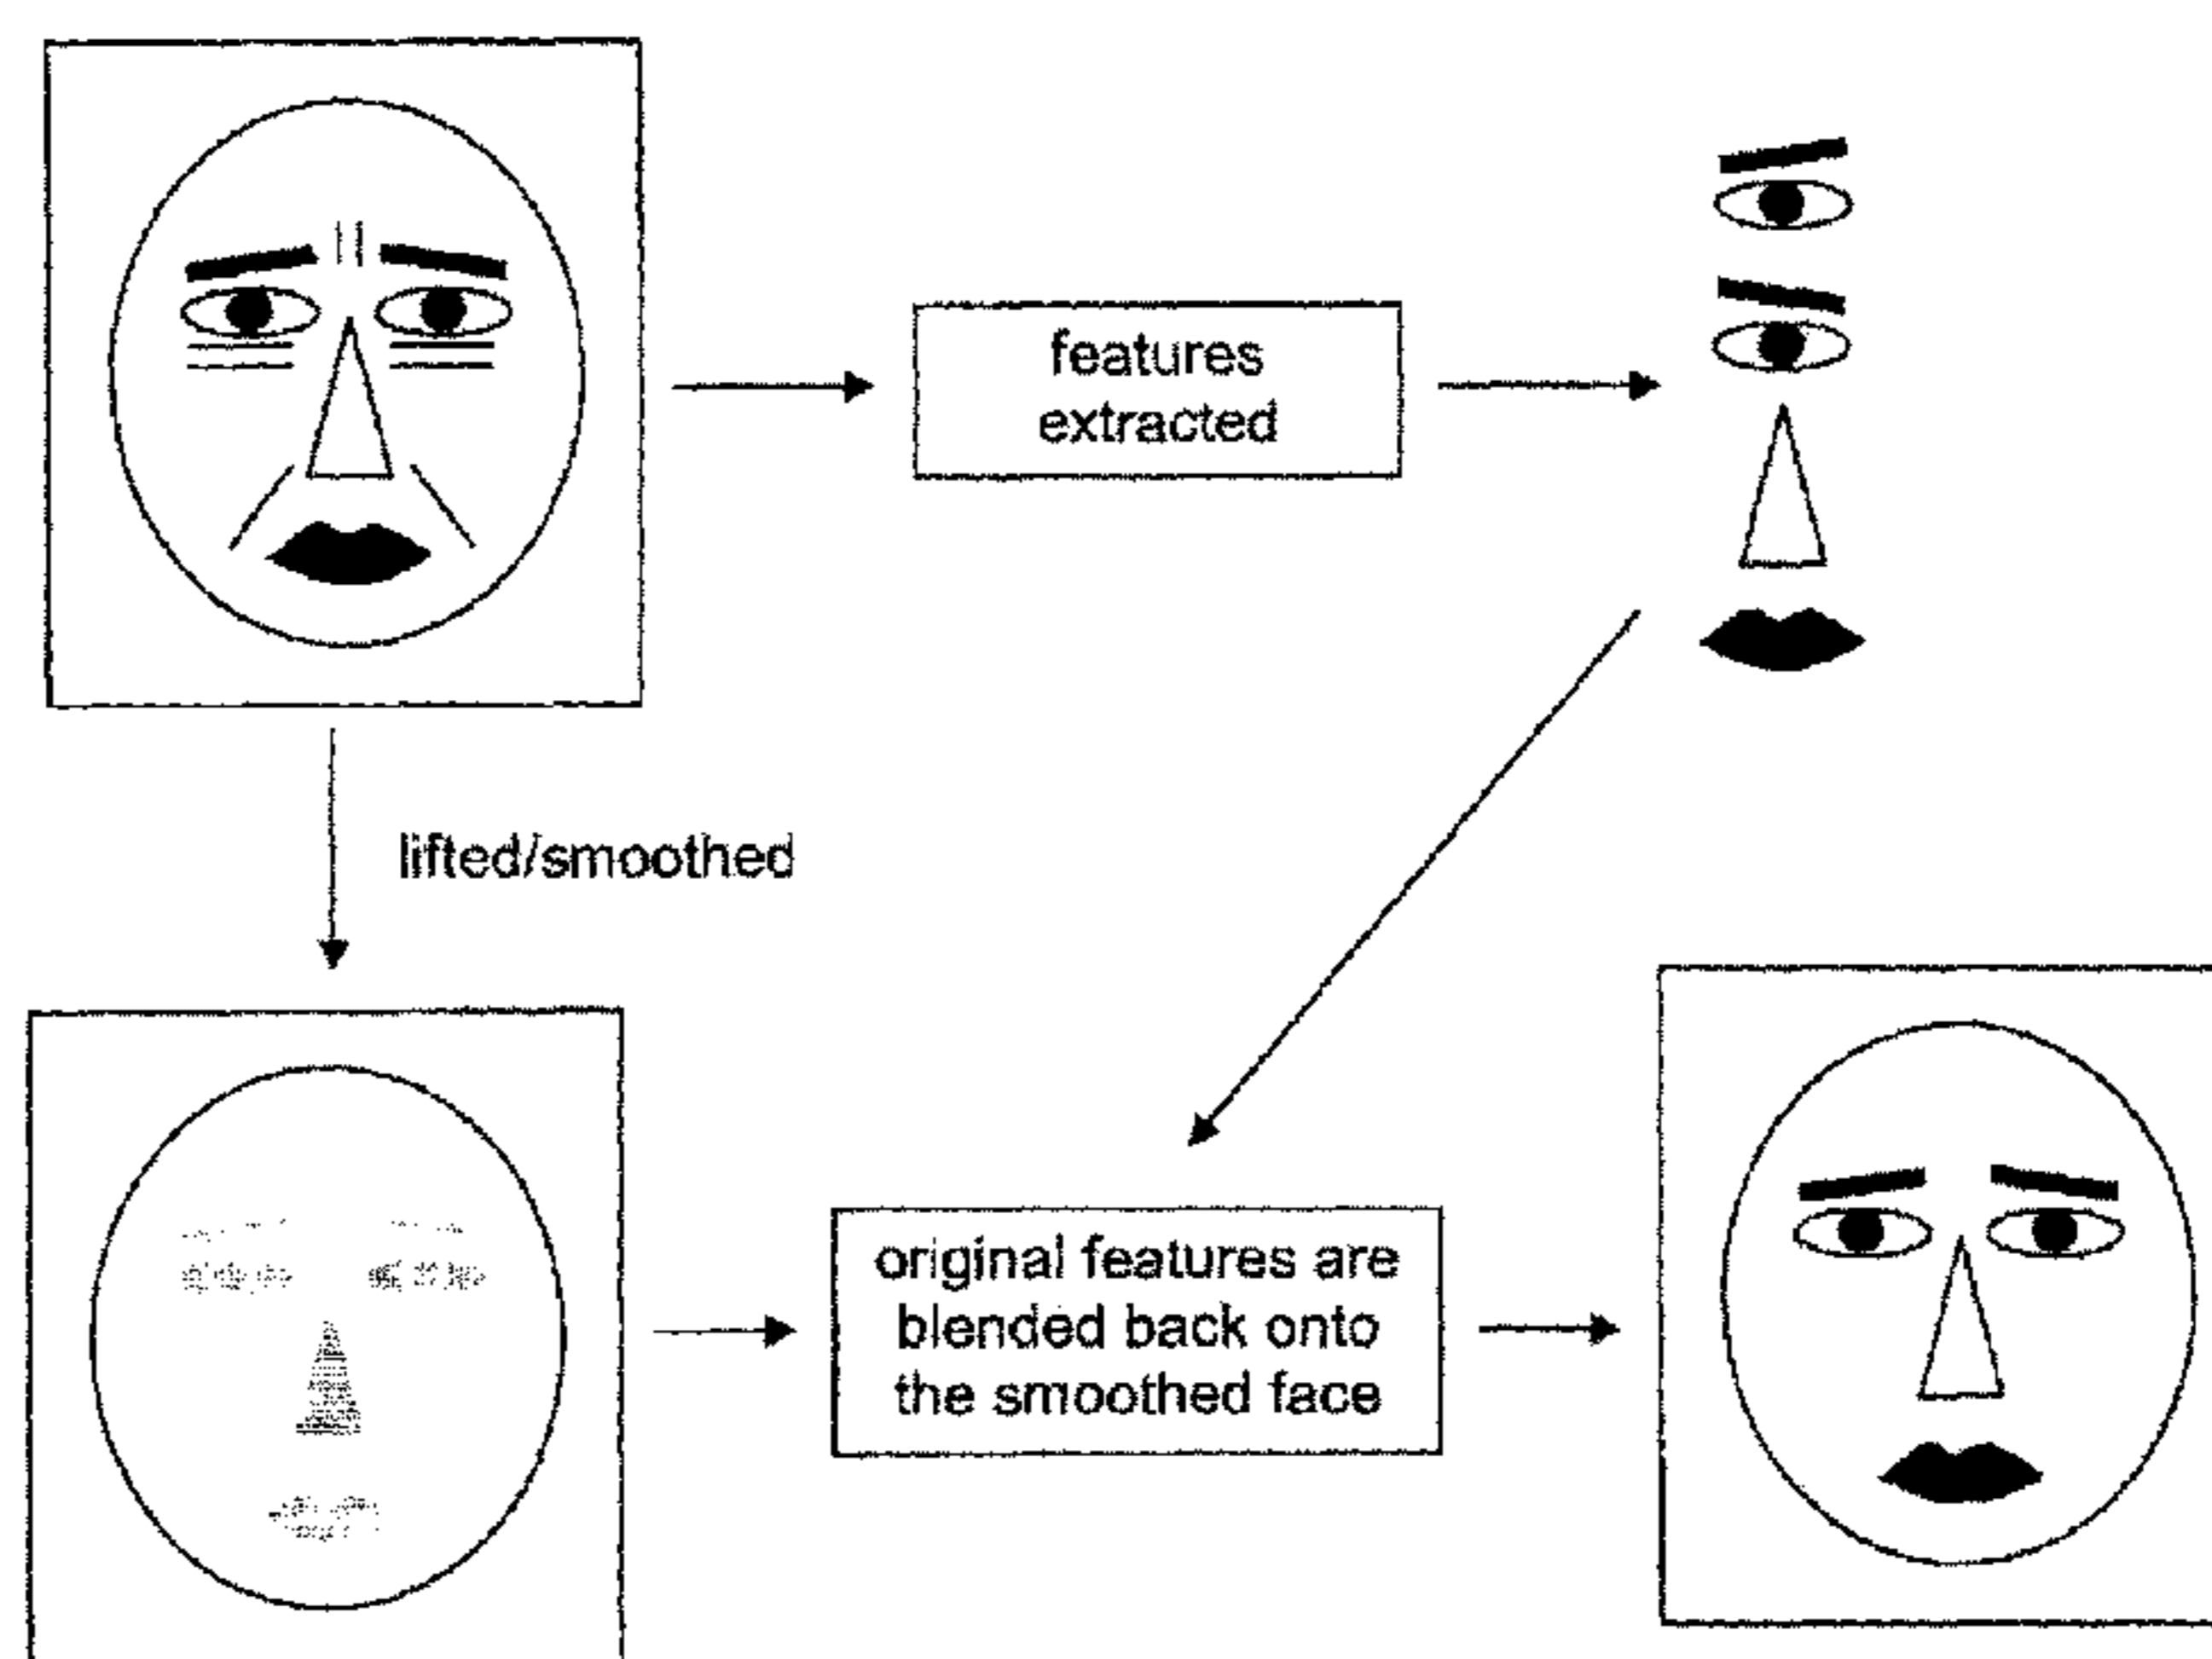 features
extracted
lifted/smoothed
original features are
blended back onto
the smoothed face